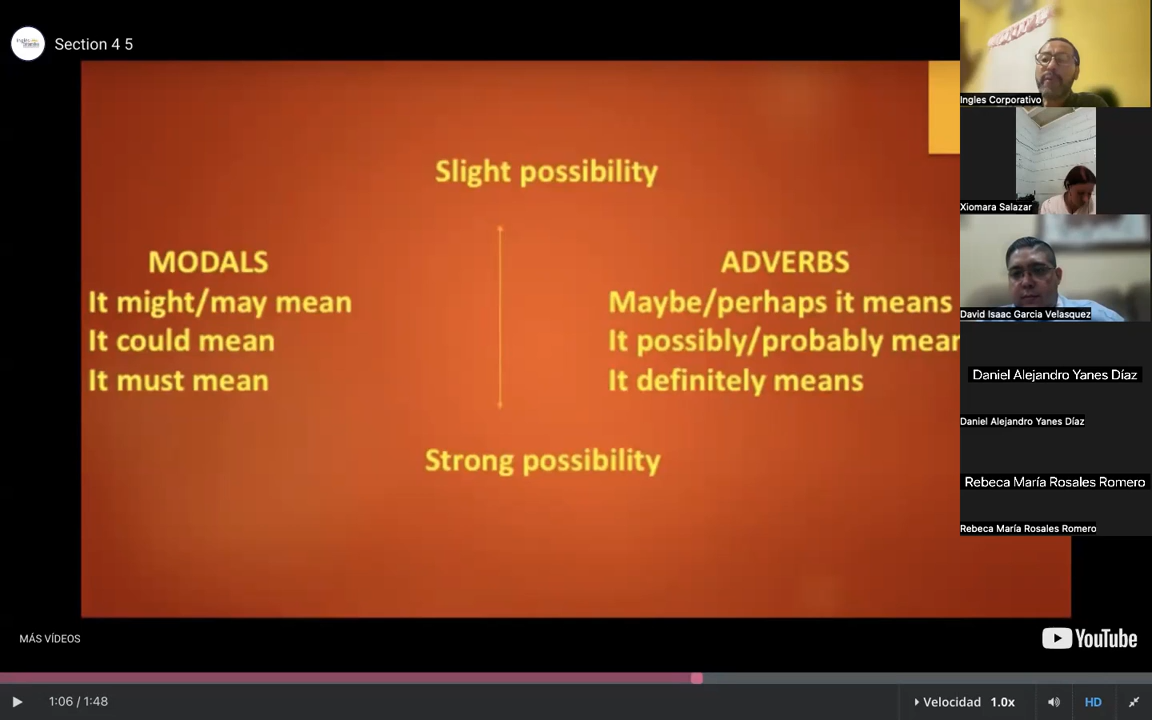 Section 4 5
Slight possibility
MODALS
It might/may mean
It could mean
It must mean
ADVERBS
Maybe/perhaps it means
It possibly/probably mean
It definitely means
Strong possibility
Ingles Corporativo
Xiomara Salazar
David Isaac Garcia Velasquez
Daniel Alejandro Yanes Díaz
Daniel Alejandro Yanes Díaz
Rebeca María Rosales Romero
Rebeca María Rosales Romero
MÁS VÍDEOS
YouTube
1:06 / 1:48
Velocidad 1.0x
HD